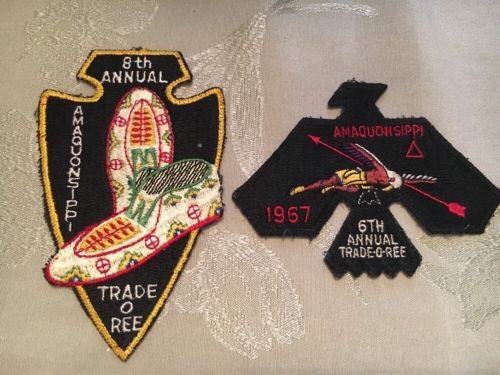 8th
ANNUAL
AMAQUONSIPPI
TRADE
O
REE
AMAQUONSIPPI
1967
6TH
ANNUAL
TRADE-O-REE